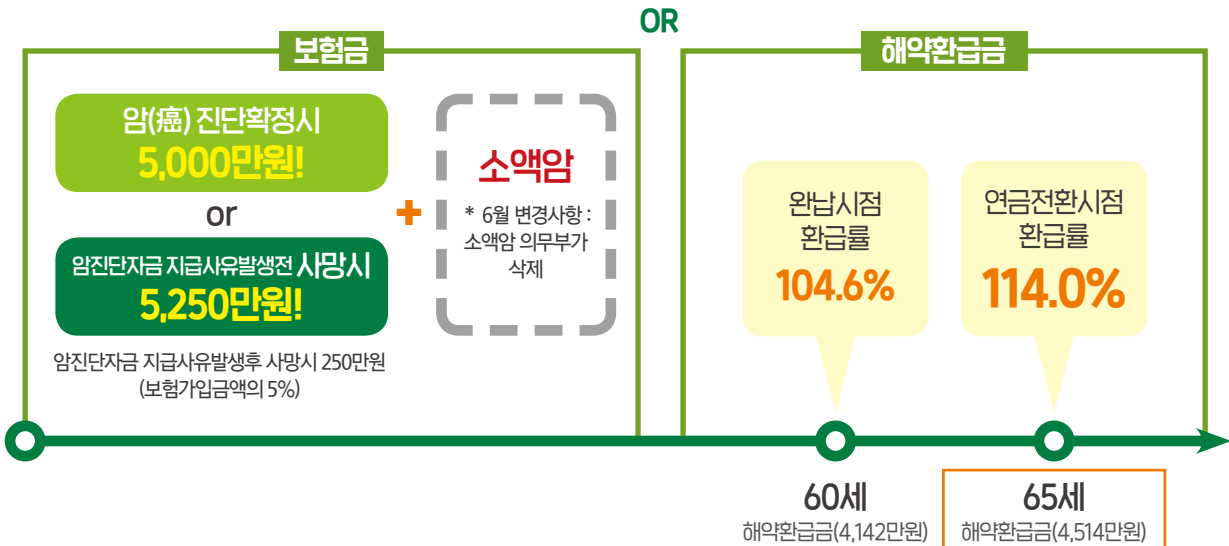 OR
보험금
암(癌) 진단확정시
5,000만원!
or
암진단자금 지급사유발생전 사망시
5,250만원!
암진단자금 지급사유발생후 사망시 250만원
(보험가입금액의 5%)
+
소액암
* 6월 변경사항 :
소액암 의무부가
삭제
해약환급금
완납시점
환급률
104.6%
연금전환시점
환급률
114.0%
60세
해약환급금(4,142만원)
65세
해약환급금(4,514만원)